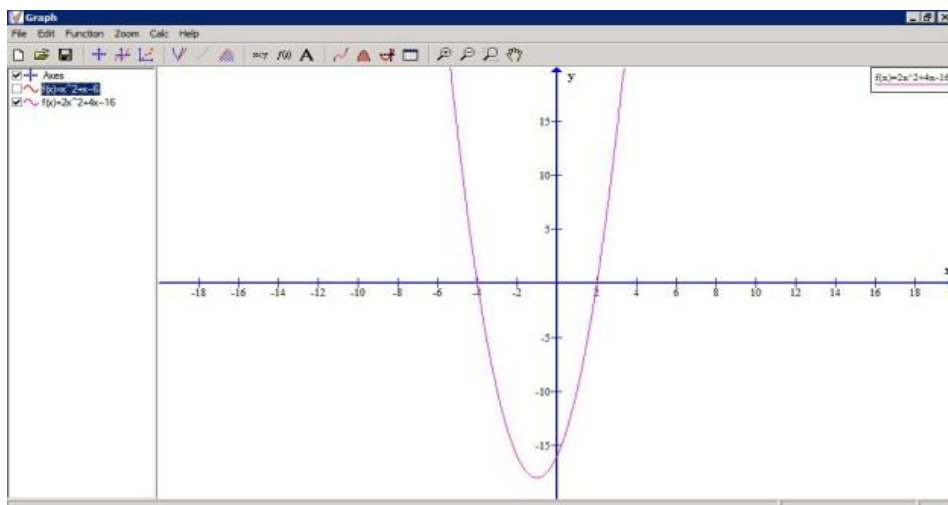 Graph
File Edit Function Zoom Calc Help
Axes
f(x)=x^2+x-6
f(x)=2x^2+4x-16
f(x)=2x^2+4x-16
y
15
10
5
x
-18 -16 -14 -12 -10 -8 -6 -4 -2 2 4 6 8 10 12 14 16 18
-5
-10
-15